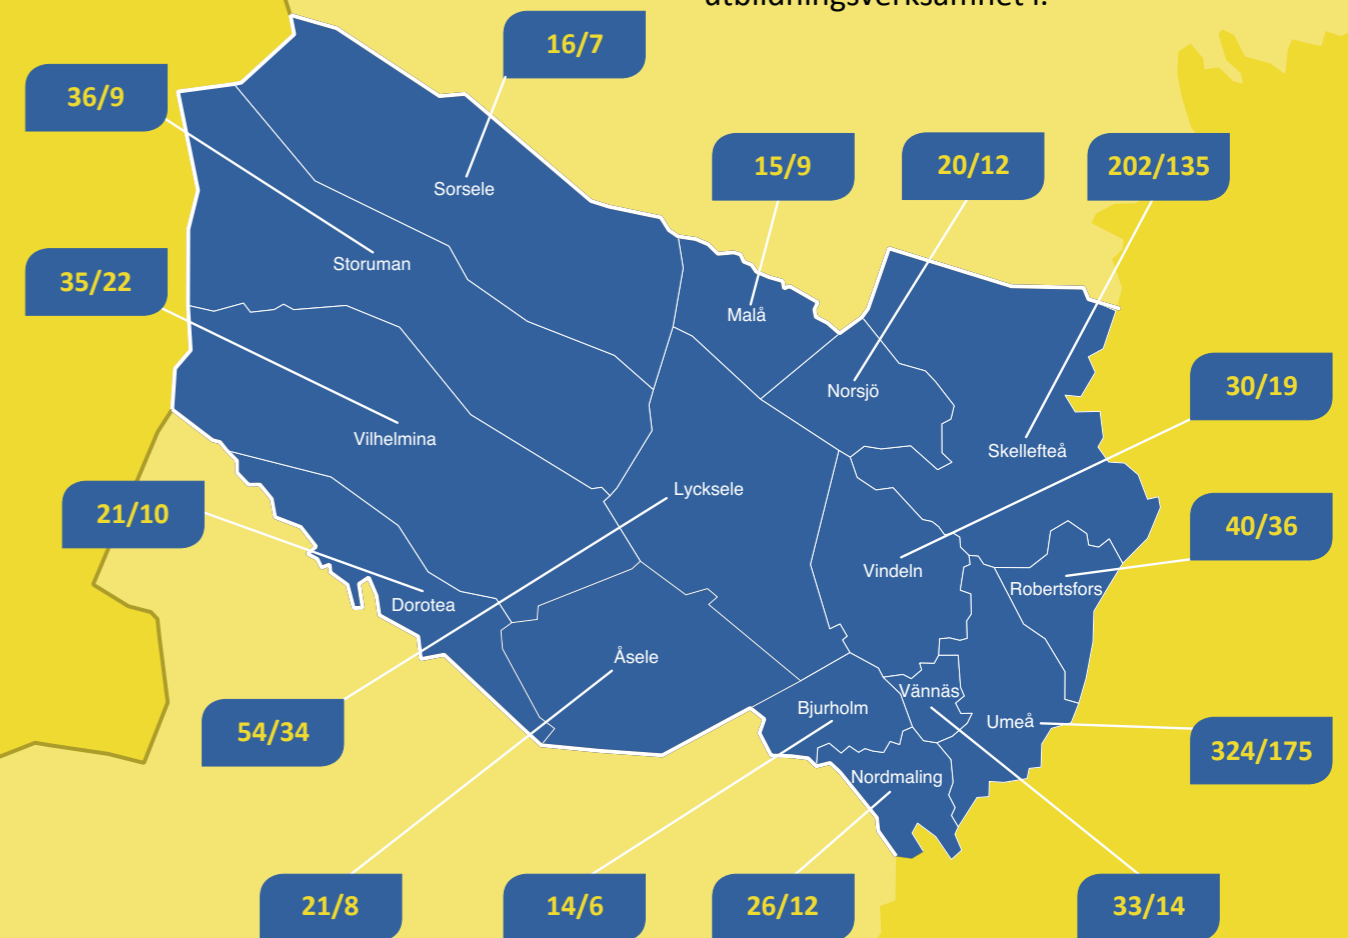 utbildningsverksamhet i.
16/7
36/9
15/9
20/12
202/135
Sorsele
Storuman
35/22
Malå
30/19
Norsjö
Vilhelmina
Skellefteå
Lycksele
21/10
40/36
Vindeln
Robertsfors
Dorotea
Åsele
Vännäs
Bjurholm
Umeå
54/34
324/175
Nordmaling
21/8
14/6
26/12
33/14